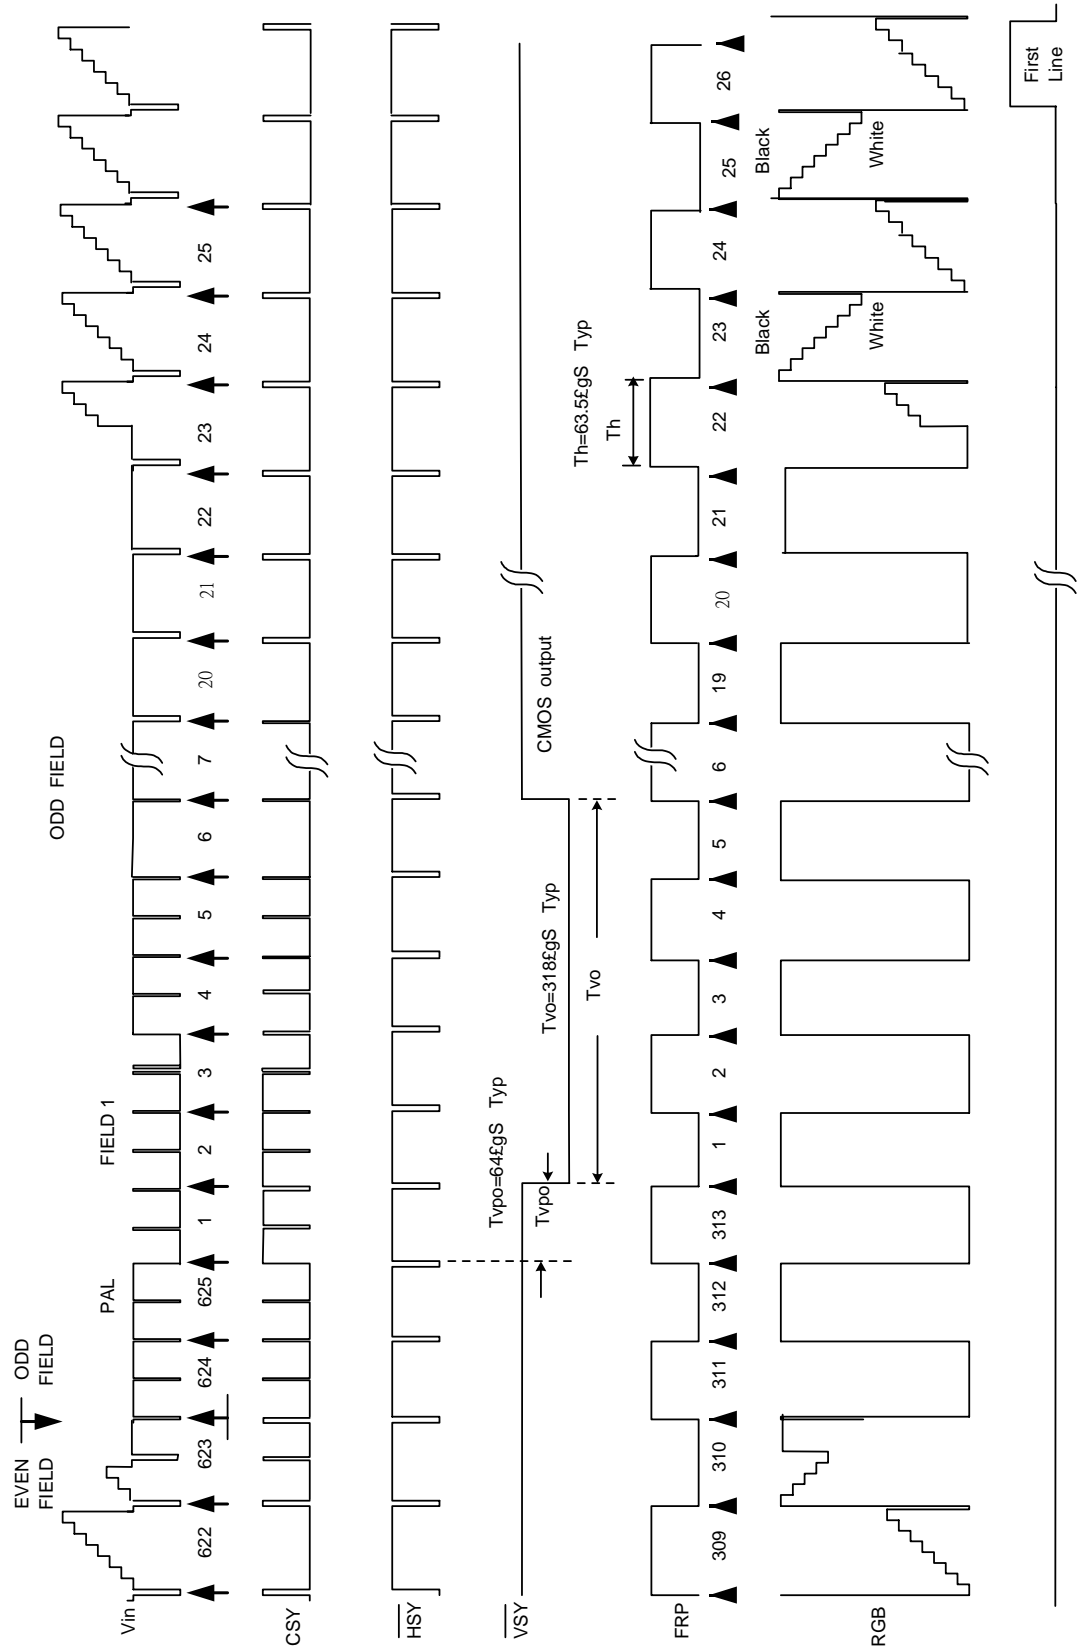 ODD FIELD
EVEN FIELD
ODD FIELD
PAL
FIELD 1
Vin
622
623
624
625
1
2
3
4
5
6
7
20
21
22
23
24
25
CSY
HSY
VSY
Tvpo=64£gS Typ
Tvpo
Tvo=318£gS Typ
Tvo
CMOS output
Th=63.5£gS Typ
Th
FRP
309
310
311
312
313
1
2
3
4
5
6
19
20
21
22
23
24
25
26
RGB
Black
White
Black
White
First
Line